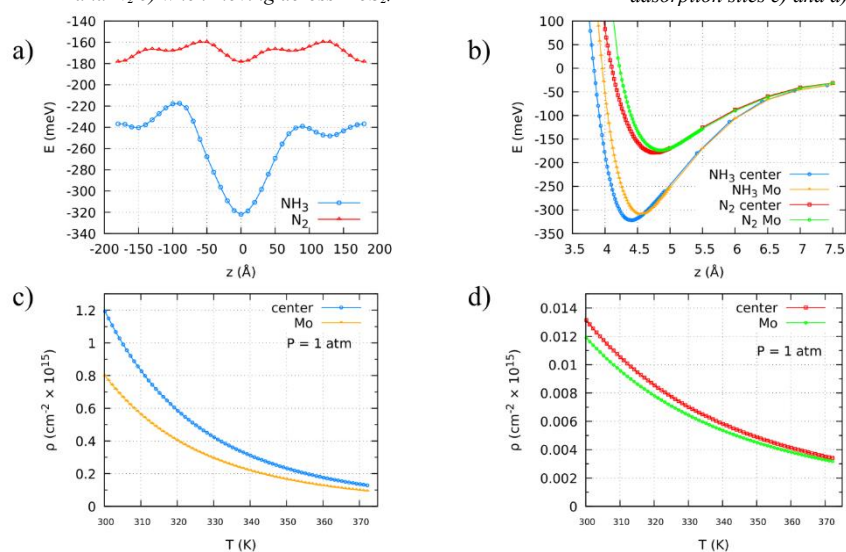 adsorption sites c) and d)
a)
-140
-160
-180
-200
-220
-240
-260
-280
-300
-320
-340
E (meV)
NH3
N2
-200 -150 -100 -50 0 50 100 150 200
z (Å)
b)
100
50
0
-50
-100
-150
-200
-250
-300
-350
E (meV)
NH3 center
NH3 Mo
N2 center
N2 Mo
3.5 4 4.5 5 5.5 6 6.5 7 7.5
z (Å)
c)
1.2
1
0.8
0.6
0.4
0.2
0
ρ (cm-2 × 1015)
center
Mo
P = 1 atm
300 310 320 330 340 350 360 370
T (K)
d)
0.014
0.012
0.01
0.008
0.006
0.004
0.002
0
ρ (cm-2 × 1015)
center
Mo
P = 1 atm
300 310 320 330 340 350 360 370
T (K)